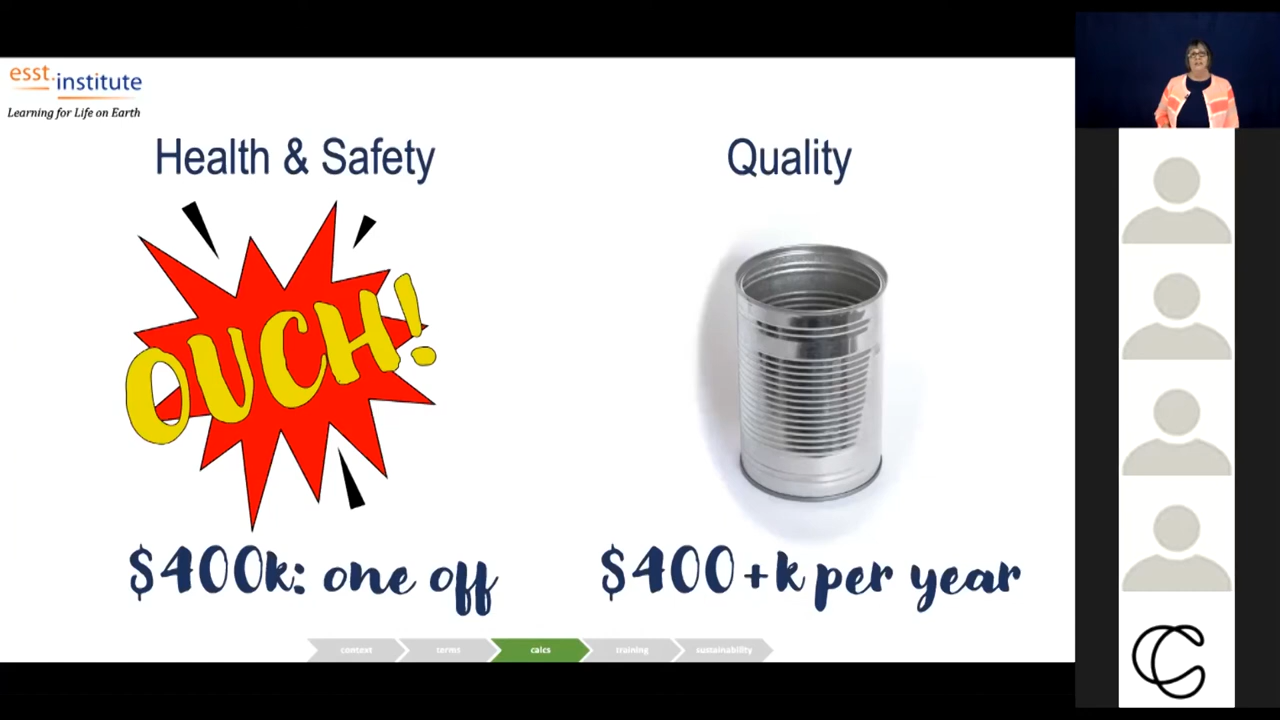 esst.institute
Learning for Life on Earth
Health & Safety
Quality
OUCH!
$400k: one off
$400+k per year
context
terms
calcs
training
sustainability